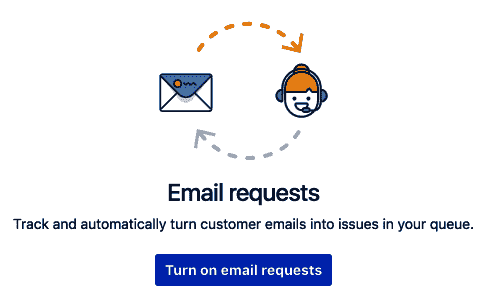 Email requests
Track and automatically turn customer emails into issues in your queue.
Turn on email requests